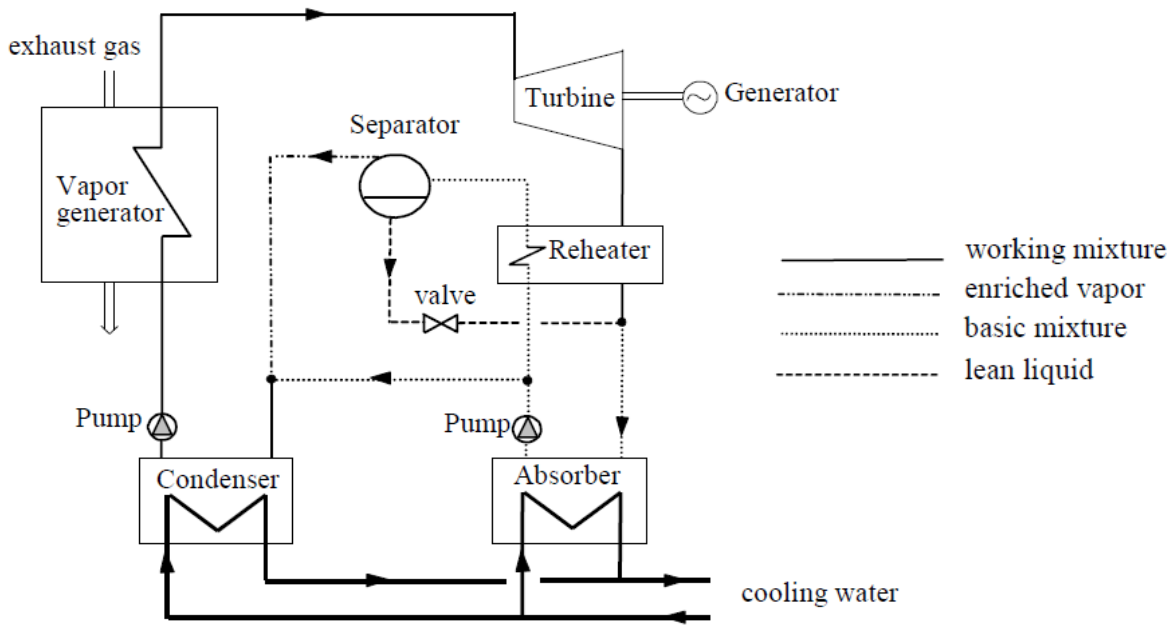 exhaust gas
Turbine
Generator
Separator
Vapor
generator
Reheater
valve
working mixture
enriched vapor
basic mixture
lean liquid
Pump
Pump
Condenser
Absorber
cooling water